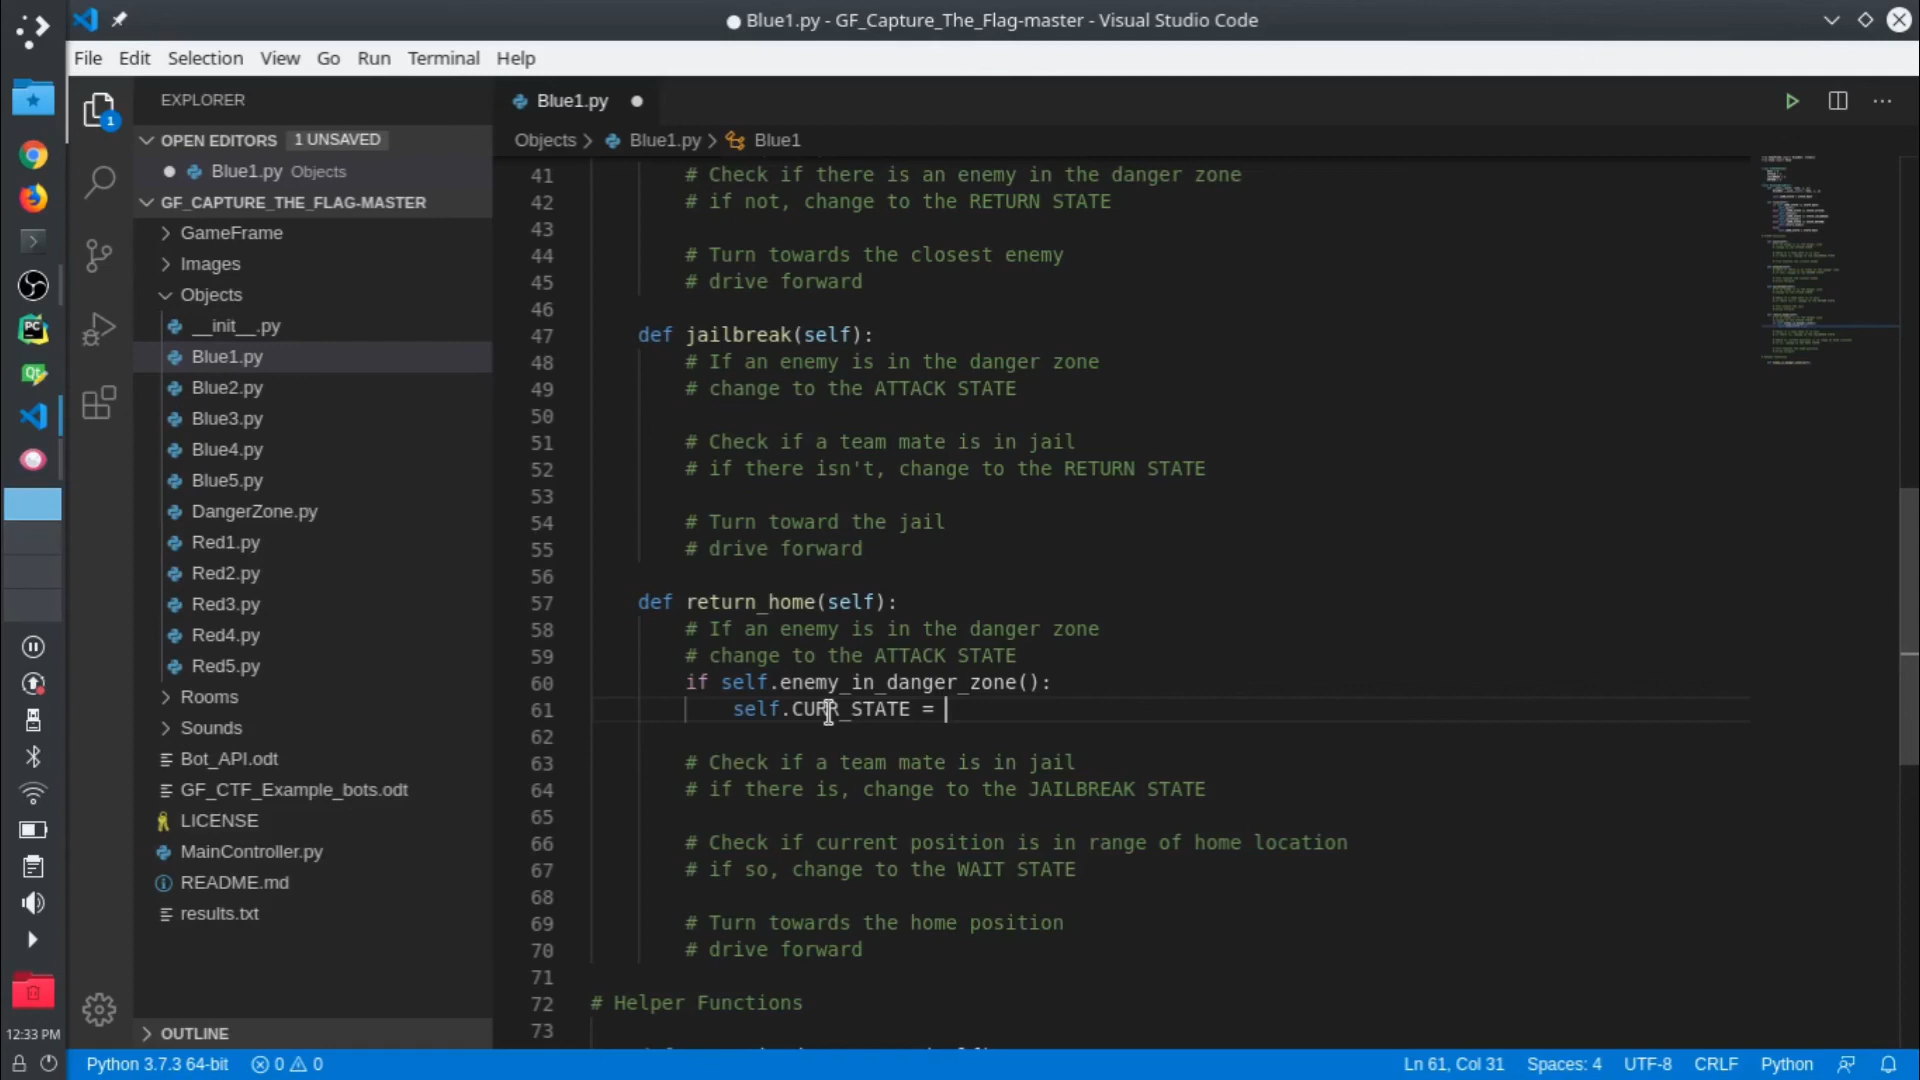 Blue1.py - GF_Capture_The_Flag-master - Visual Studio Code
File Edit Selection View Go Run Terminal Help
EXPLORER
OPEN EDITORS 1 UNSAVED
Blue1.py Objects
GF_CAPTURE_THE_FLAG-MASTER
GameFrame
Images
Objects
__init__.py
Blue1.py
Blue2.py
Blue3.py
Blue4.py
Blue5.py
DangerZone.py
Red1.py
Red2.py
Red3.py
Red4.py
Red5.py
Rooms
Sounds
Bot_API.odt
GF_CTF_Example_bots.odt
LICENSE
MainController.py
README.md
results.txt
OUTLINE
1
PC
Qt
12:33 PM
Blue1.py
Objects > Blue1.py > Blue1
41 # Check if there is an enemy in the danger zone
42 # if not, change to the RETURN STATE
43
44 # Turn towards the closest enemy
45 # drive forward
46
47 def jailbreak(self):
48 # If an enemy is in the danger zone
49 # change to the ATTACK STATE
50
51 # Check if a team mate is in jail
52 # if there isn't, change to the RETURN STATE
53
54 # Turn toward the jail
55 # drive forward
56
57 def return_home(self):
58 # If an enemy is in the danger zone
59 # change to the ATTACK STATE
60 if self.enemy_in_danger_zone():
61 self.CURR_STATE =
62
63 # Check if a team mate is in jail
64 # if there is, change to the JAILBREAK STATE
65
66 # Check if current position is in range of home location
67 # if so, change to the WAIT STATE
68
69 # Turn towards the home position
70 # drive forward
71
72 # Helper Functions
73
Python 3.7.3 64-bit 0 0 Ln 61, Col 31 Spaces: 4 UTF-8 CRLF Python